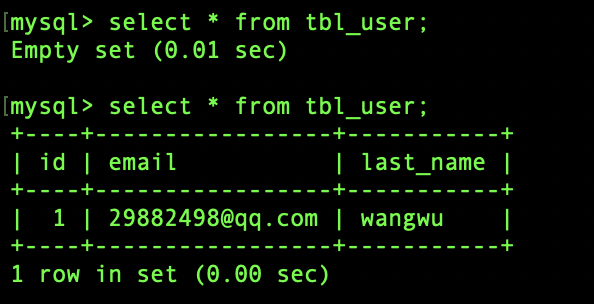 [mysql> select * from tbl_user;
Empty set (0.01 sec)
[mysql> select * from tbl_user;
+----+-----------------+-----------+
| id | email           | last_name |
+----+-----------------+-----------+
|  1 | 29882498@qq.com | wangwu    |
+----+-----------------+-----------+
1 row in set (0.00 sec)